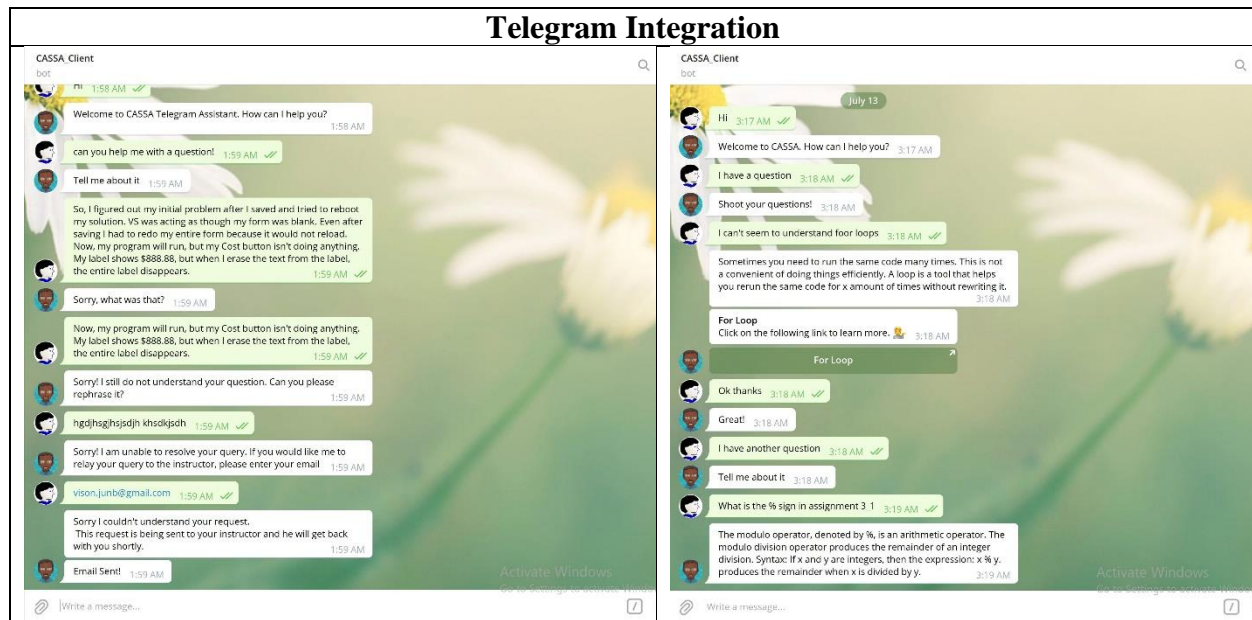 Telegram Integration
CASSA_Client
bot
Hi 1:58 AM
Welcome to CASSA Telegram Assistant. How can I help you?
1:58 AM
can you help me with a question! 1:59 AM
Tell me about it 1:59 AM
So, I figured out my initial problem after I saved and tried to reboot
my solution. VS was acting as though my form was blank. Even after
saving I had to redo my entire form because it would not reload.
Now, my program will run, but my Cost button isn't doing anything.
My label shows $888.88, but when I erase the text from the label,
the entire label disappears. 1:59 AM
Sorry, what was that? 1:59 AM
Now, my program will run, but my Cost button isn't doing anything.
My label shows $888.88, but when I erase the text from the label,
the entire label disappears. 1:59 AM
Sorry! I still do not understand your question. Can you please
rephrase it? 1:59 AM
hgdjhsgjhsjsdjh khsdkjsdh 1:59 AM
Sorry! I am unable to resolve your query. If you would like me to
relay your query to the instructor, please enter your email 1:59 AM
vison.junb@gmail.com 1:59 AM
Sorry I couldn't understand your request.
This request is being sent to your instructor and he will get back
with you shortly. 1:59 AM
Email Sent! 1:59 AM
Activate Windows
Go to Settings to activate Windo
Write a message...
CASSA_Client
bot
July 13
Hi 3:17 AM
Welcome to CASSA. How can I help you? 3:17 AM
I have a question 3:18 AM
Shoot your questions! 3:18 AM
I can't seem to understand foor loops 3:18 AM
Sometimes you need to run the same code many times. This is not
a convenient of doing things efficiently. A loop is a tool that helps
you rerun the same code for x amount of times without rewriting it.
3:18 AM
For Loop
Click on the following link to learn more. 3:18 AM
For Loop
Ok thanks 3:18 AM
Great! 3:18 AM
I have another question 3:18 AM
Tell me about it 3:18 AM
What is the % sign in assignment 3 1 3:19 AM
The modulo operator, denoted by %, is an arithmetic operator. The
modulo division operator produces the remainder of an integer
division. Syntax: If x and y are integers, then the expression: x % y.
produces the remainder when x is divided by y. 3:19 AM
Activate Windows
Go to Settings to activate Window
Write a message...